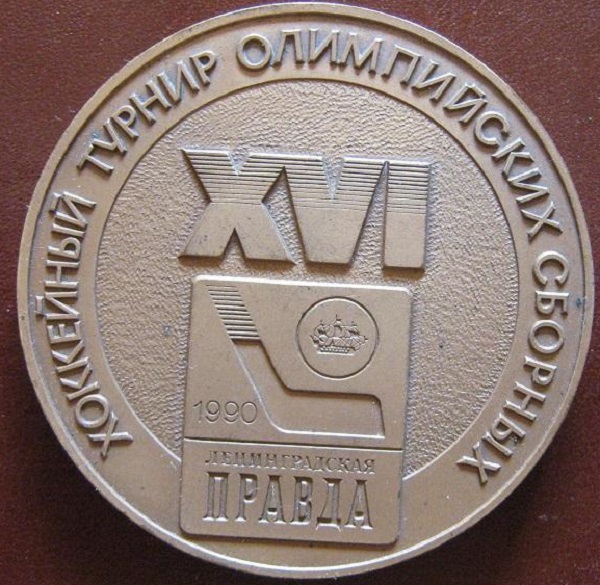 ХОККЕЙНЫЙ ТУРНИР ОЛИМПИЙСКИХ СБОРНЫХ
XVI
1990
ЛЕНИНГРАДСКАЯ
ПРАВДА